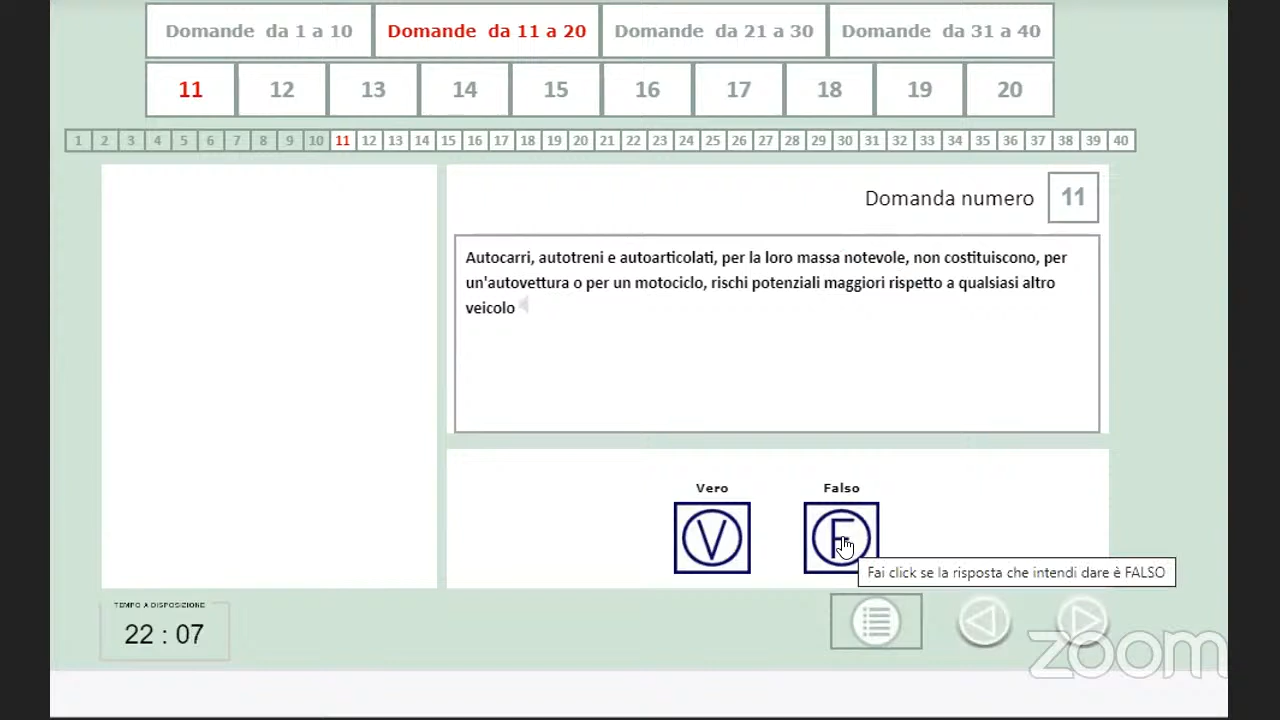 Domande da 1 a 10 Domande da 11 a 20 Domande da 21 a 30 Domande da 31 a 40
11 12 13 14 15 16 17 18 19 20
1 2 3 4 5 6 7 8 9 10 11 12 13 14 15 16 17 18 19 20 21 22 23 24 25 26 27 28 29 30 31 32 33 34 35 36 37 38 39 40
Domanda numero 11
Autocarri, autotreni e autoarticolati, per la loro massa notevole, non costituiscono, per
un'autovettura o per un motociclo, rischi potenziali maggiori rispetto a qualsiasi altro
veicolo
Vero Falso
V F
Fai click se la risposta che intendi dare è FALSO
TEMPO A DISPOSIZIONE
22 : 07
zoom